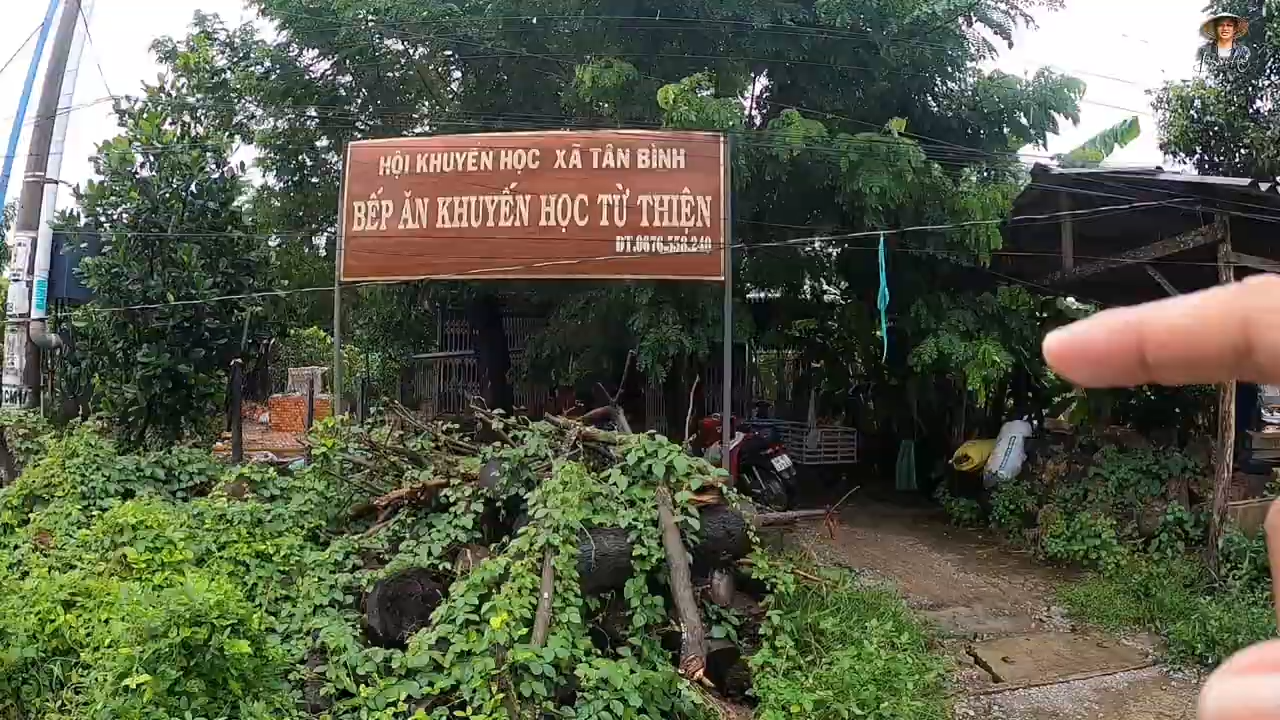 HỘI KHUYẾN HỌC XÃ TÂN BÌNH
BẾP ĂN KHUYẾN HỌC TỪ THIỆN
ĐT.0876.558.240